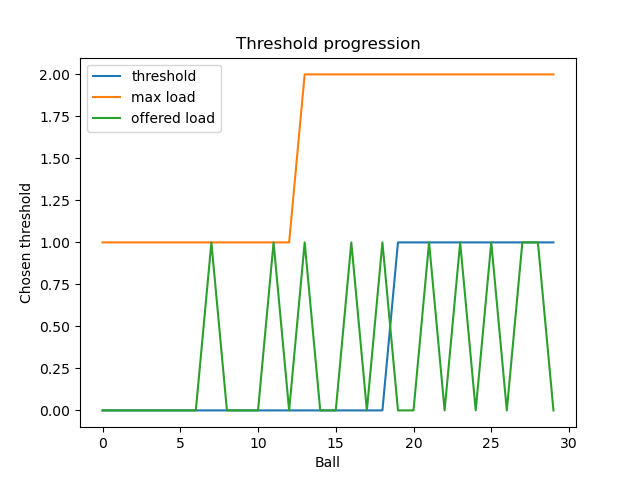 Threshold progression
threshold
max load
offered load
Chosen threshold
2.00
1.75
1.50
1.25
1.00
0.75
0.50
0.25
0.00
0 5 10 15 20 25 30
Ball